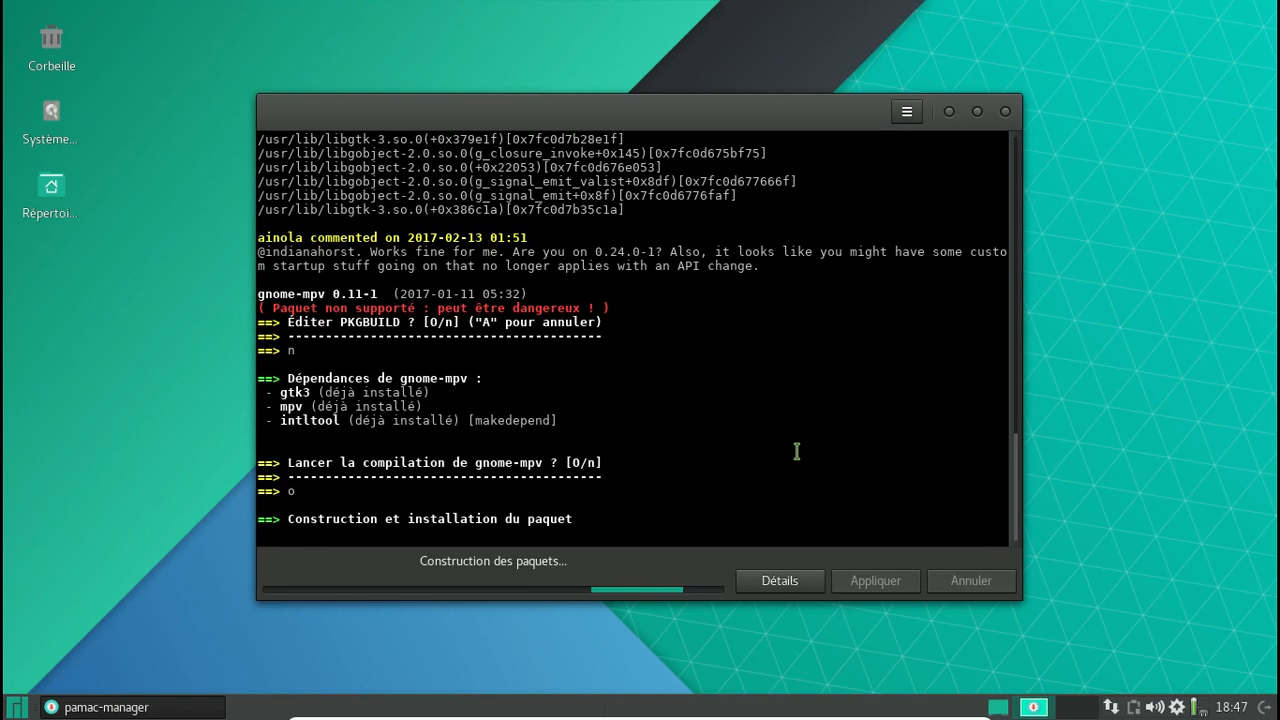 Corbeille
Système...
Répertoi...
/usr/lib/libgtk-3.so.0(+0x379e1f)[0x7fc0d7b28e1f]
/usr/lib/libgobject-2.0.so.0(g_closure_invoke+0x145)[0x7fc0d675bf75]
/usr/lib/libgobject-2.0.so.0(+0x22053)[0x7fc0d676e053]
/usr/lib/libgobject-2.0.so.0(g_signal_emit_valist+0x8df)[0x7fc0d677666f]
/usr/lib/libgobject-2.0.so.0(g_signal_emit+0x8f)[0x7fc0d6776faf]
/usr/lib/libgtk-3.so.0(+0x386c1a)[0x7fc0d7b35c1a]
ainola commented on 2017-02-13 01:51
@indianahorst. Works fine for me. Are you on 0.24.0-1? Also, it looks like you might have some custo
m startup stuff going on that no longer applies with an API change.
gnome-mpv 0.11-1  (2017-01-11 05:32)
( Paquet non supporté : peut être dangereux ! )
==> Éditer PKGBUILD ? [O/n] ("A" pour annuler)
==> ------------------------------------------
==> n
==> Dépendances de gnome-mpv :
- gtk3 (déjà installé)
- mpv (déjà installé)
- intltool (déjà installé) [makedepend]
==> Lancer la compilation de gnome-mpv ? [O/n]
==> ------------------------------------------
==> o
==> Construction et installation du paquet
Construction des paquets...
Détails
Appliquer
Annuler
pamac-manager
18:47